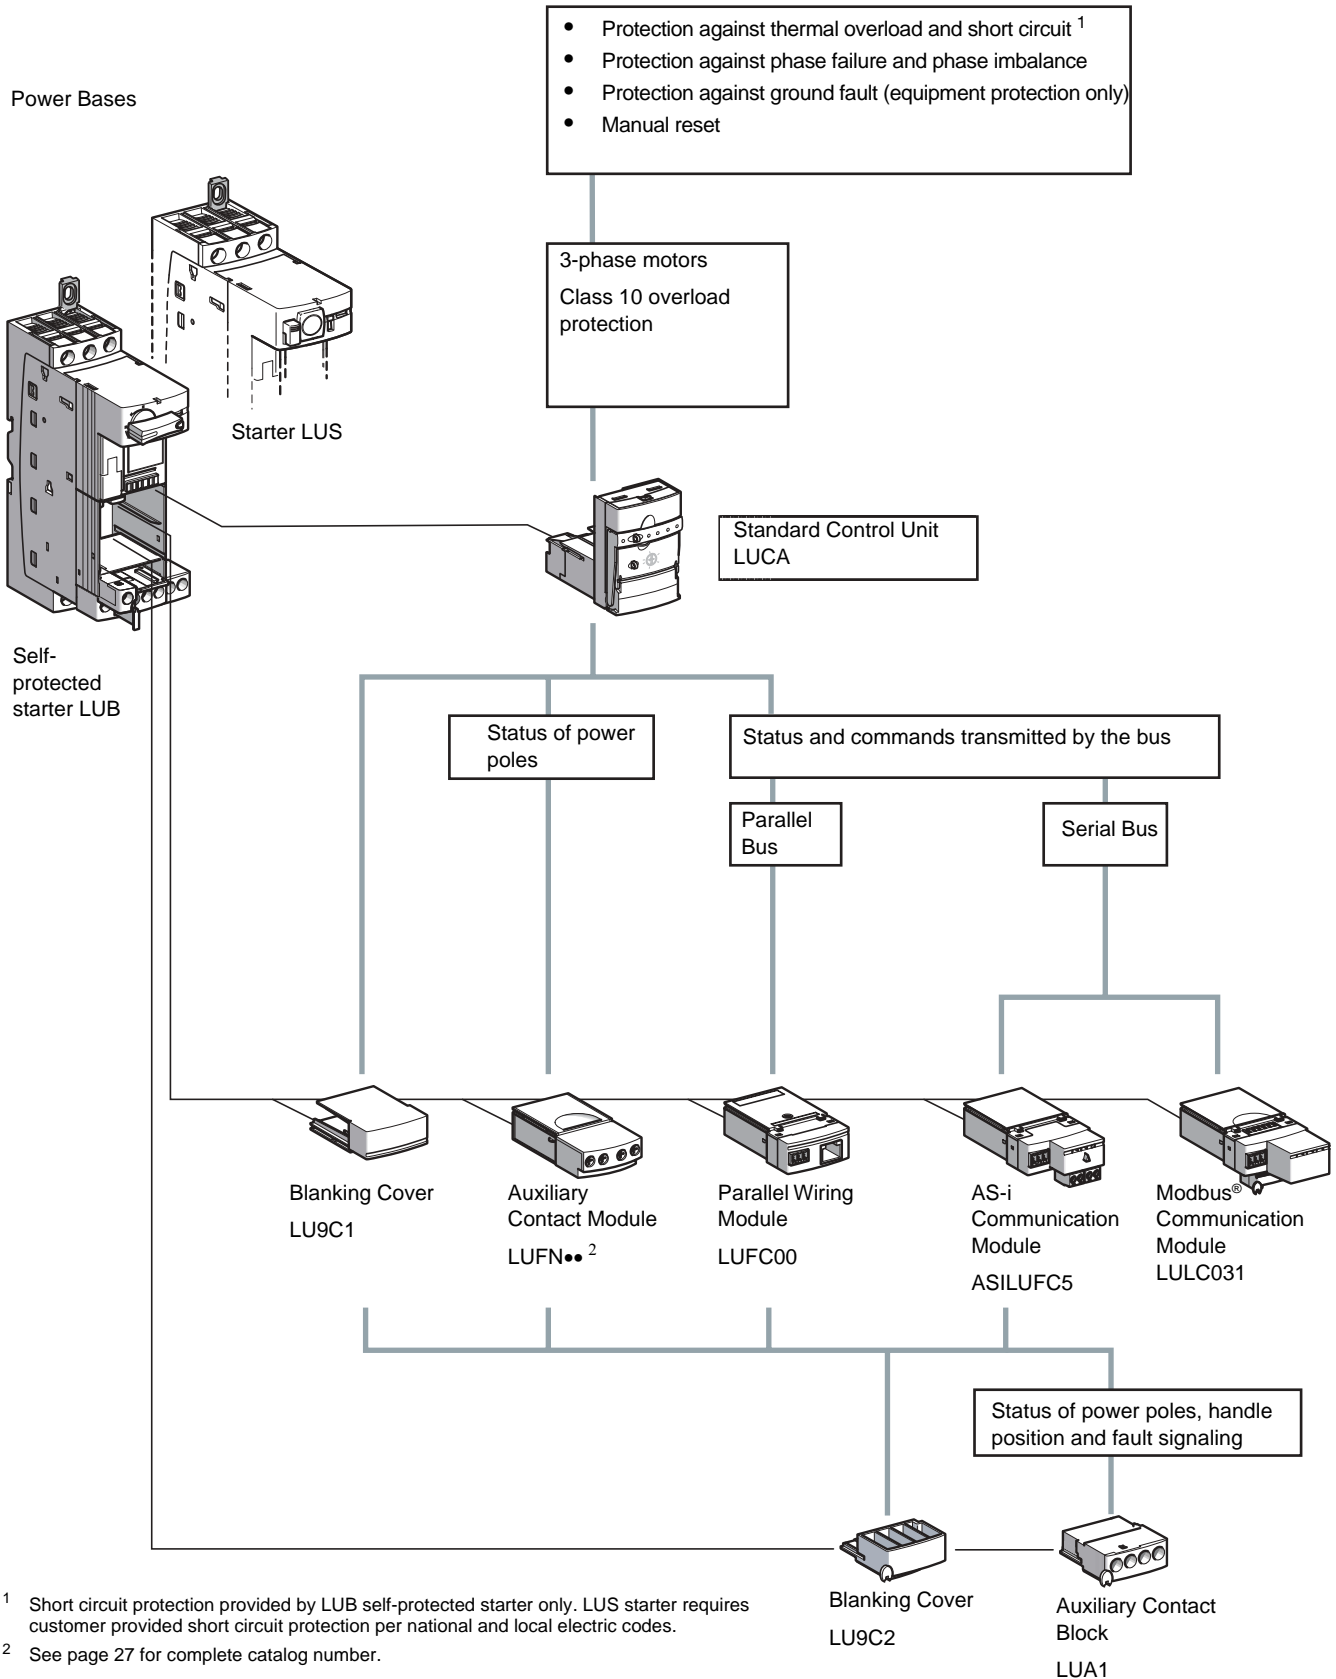 • Protection against thermal overload and short circuit 1
• Protection against phase failure and phase imbalance
• Protection against ground fault (equipment protection only)
• Manual reset
Power Bases
3-phase motors
Class 10 overload
protection
Starter LUS
Standard Control Unit
LUCA
Self-
protected
starter LUB
Status of power
poles
Status and commands transmitted by the bus
Parallel
Bus
Serial Bus
Blanking Cover
LU9C1
Auxiliary
Contact Module
LUFN•• 2
Parallel Wiring
Module
LUFC00
AS-i
Communication
Module
ASILUFC5
Modbus®
Communication
Module
LULC031
Status of power poles, handle
position and fault signaling
Blanking Cover
LU9C2
Auxiliary Contact
Block
LUA1
1 Short circuit protection provided by LUB self-protected starter only. LUS starter requires
customer provided short circuit protection per national and local electric codes.
2 See page 27 for complete catalog number.